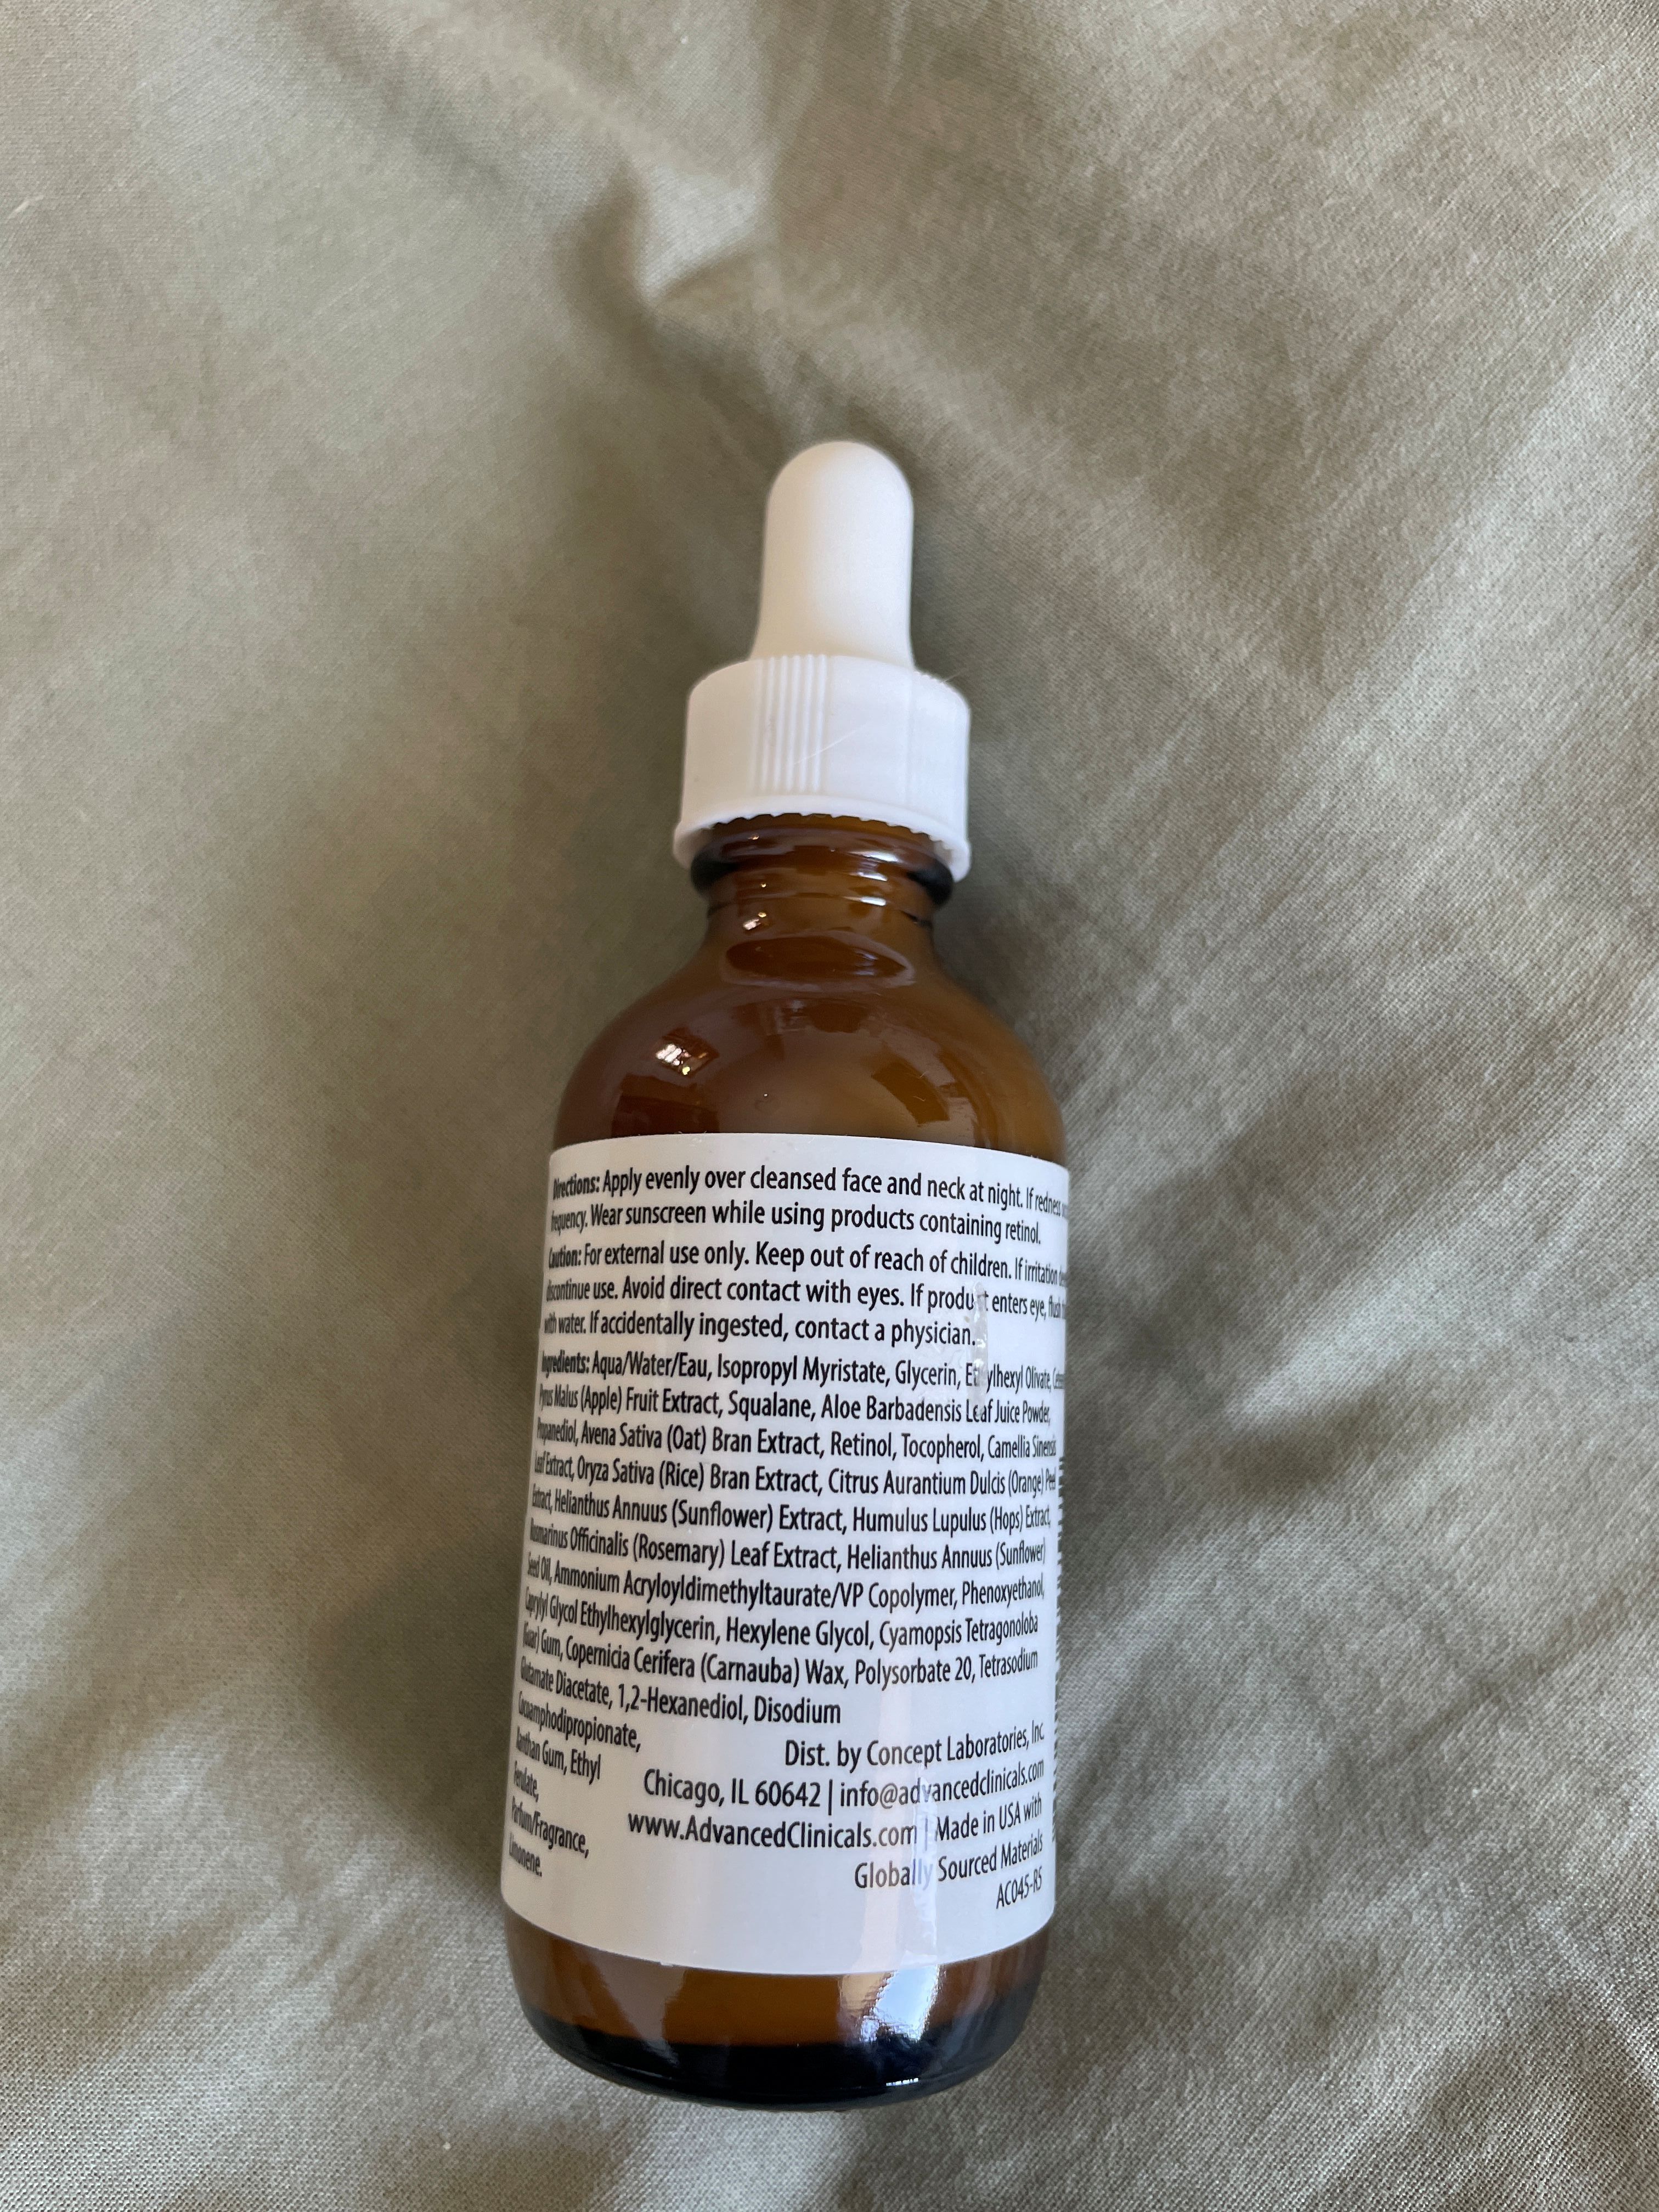 Directions: Apply evenly over cleansed face and neck at night. If redness
frequency. Wear sunscreen while using products containing retinol.
Caution: For external use only. Keep out of reach of children. If irritation
discontinue use. Avoid direct contact with eyes. If product enters eye, flush
with water. If accidentally ingested, contact a physician.
Ingredients: Aqua/Water/Eau, Isopropyl Myristate, Glycerin, Ethylhexyl Olivate,
Pyrus Malus (Apple) Fruit Extract, Squalane, Aloe Barbadensis Leaf Juice Powder,
Propanediol, Avena Sativa (Oat) Bran Extract, Retinol, Tocopherol, Camellia Sinensis
Leaf Extract, Oryza Sativa (Rice) Bran Extract, Citrus Aurantium Dulcis (Orange) Peel
Extract, Helianthus Annuus (Sunflower) Extract, Humulus Lupulus (Hops) Extract,
Rosmarinus Officinalis (Rosemary) Leaf Extract, Helianthus Annuus (Sunflower)
Seed Oil, Ammonium Acryloyldimethyltaurate/VP Copolymer, Phenoxyethanol,
Caprylyl Glycol Ethylhexylglycerin, Hexylene Glycol, Cyamopsis Tetragonoloba
(Guar) Gum, Copernicia Cerifera (Carnauba) Wax, Polysorbate 20, Tetrasodium
Glutamate Diacetate, 1,2-Hexanediol, Disodium
Cocoamphodipropionate,
Xanthan Gum, Ethyl
Ferulate,
Parfum/Fragrance,
Limonene.
Dist. by Concept Laboratories, Inc.
Chicago, IL 60642 | info@advancedclinicals.com
www.AdvancedClinicals.com | Made in USA with
Globally Sourced Materials
AC045-R5